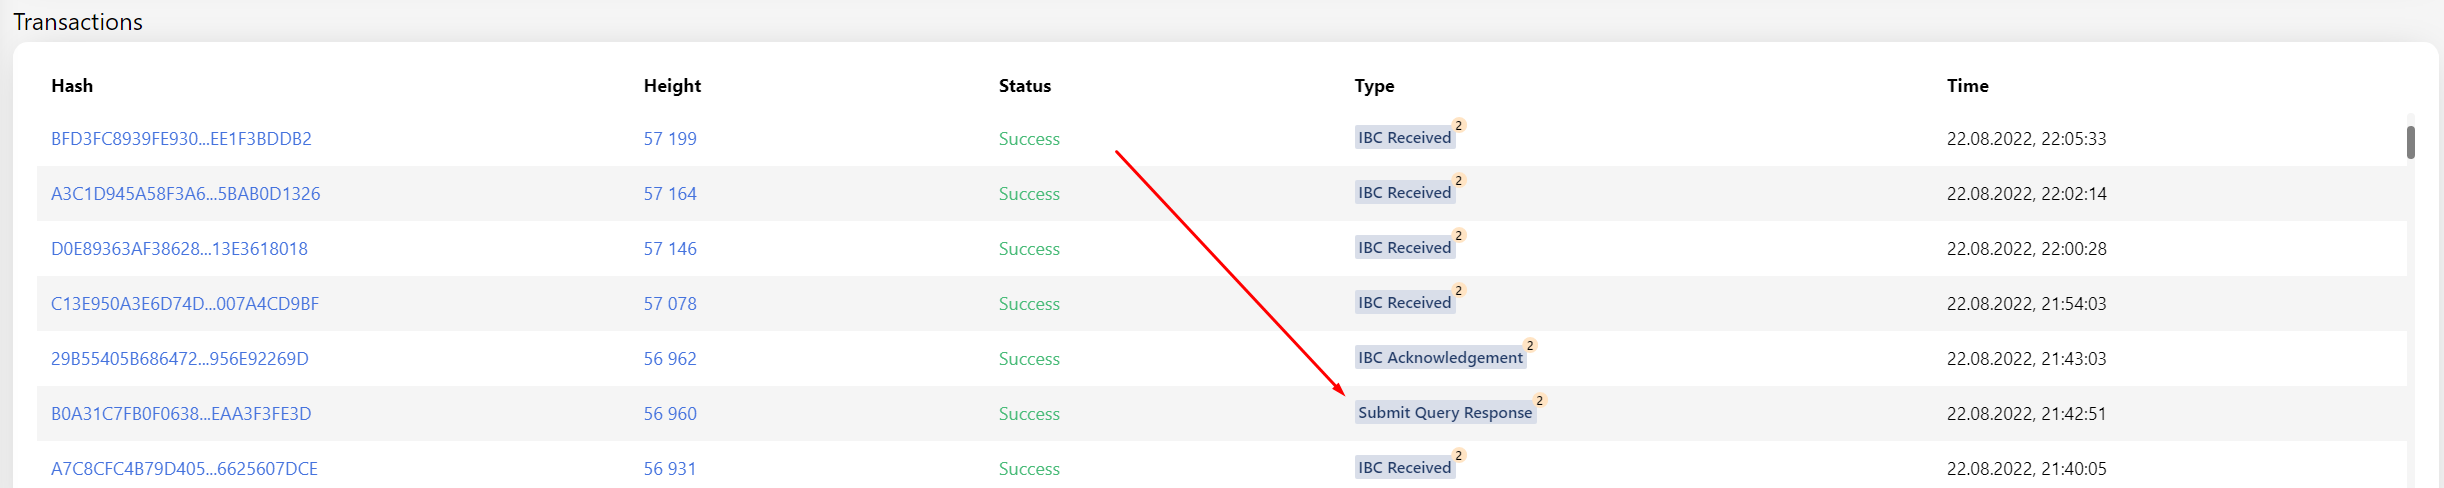 Transactions
Hash Height Status Type Time
BFD3FC8939FE930...EE1F3BDDB2 57 199 Success IBC Received 2 22.08.2022, 22:05:33
A3C1D945A58F3A6...5BAB0D1326 57 164 Success IBC Received 2 22.08.2022, 22:02:14
D0E89363AF38628...13E3618018 57 146 Success IBC Received 2 22.08.2022, 22:00:28
C13E950A3E6D74D...007A4CD9BF 57 078 Success IBC Received 2 22.08.2022, 21:54:03
29B55405B686472...956E92269D 56 962 Success IBC Acknowledgement 2 22.08.2022, 21:43:03
B0A31C7FB0F0638...EAA3F3FE3D 56 960 Success Submit Query Response 2 22.08.2022, 21:42:51
A7C8CFC4B79D405...6625607DCE 56 931 Success IBC Received 2 22.08.2022, 21:40:05